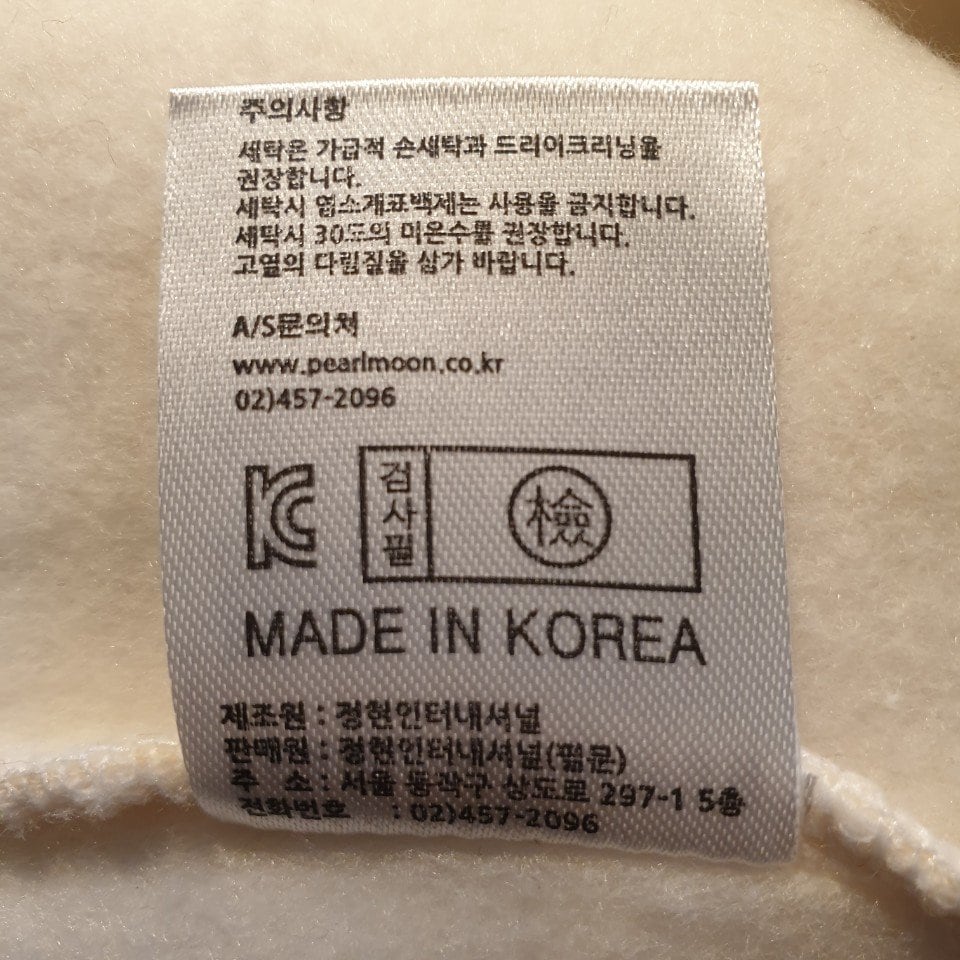 주의사항
세탁은 가급적 손세탁과 드리이크리닝을
권장합니다.
세탁시 염소계표백제는 사용을 금지합니다.
세탁시 30도의 미온수를 권장합니다.
고열의 다림질을 삼가 바랍니다.
A/S문의처
www.pearlmoon.co.kr
02)457-2096
KC
검사필
檢
MADE IN KOREA
제조원 : 정현인터내셔널
판매원 : 정현인터내셔널(펄문)
주 소 : 서울 동작구 상도로 297-1 5층
전화번호 : 02)457-2096